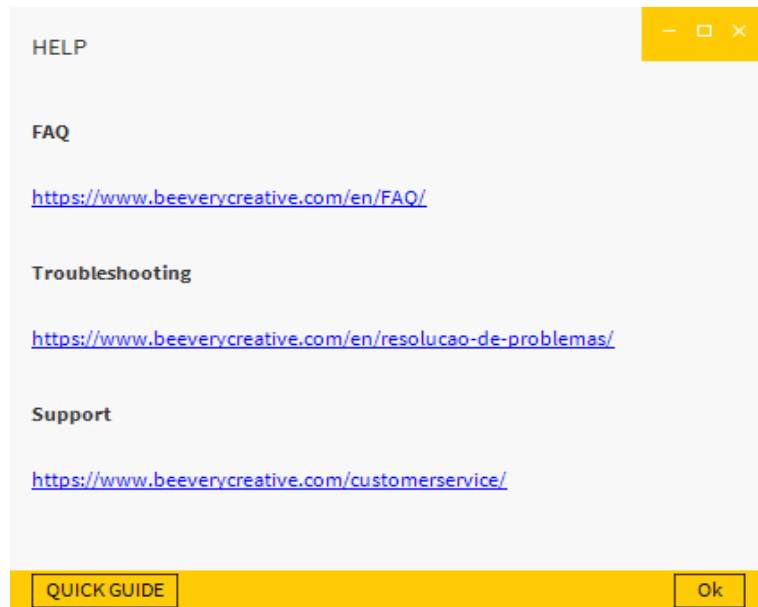 HELP
FAQ
https://www.beeverycreative.com/en/FAQ/
Troubleshooting
https://www.beeverycreative.com/en/resolucao-de-problemas/
Support
https://www.beeverycreative.com/customerservice/
QUICK GUIDE
Ok